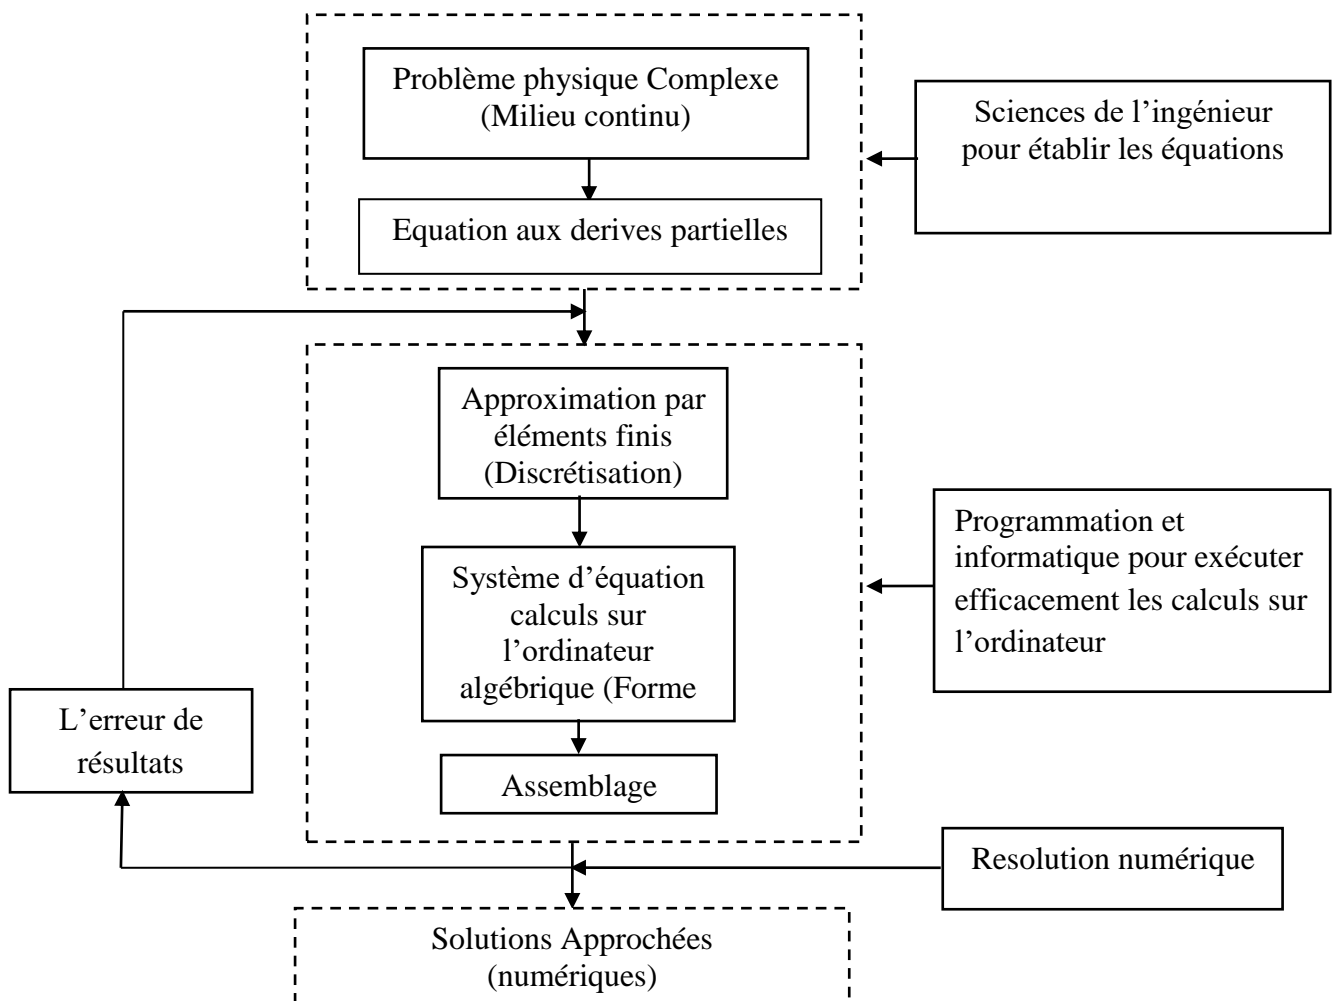 Problème physique Complexe
(Milieu continu)
Sciences de l’ingénieur
pour établir les équations
Equation aux derives partielles
Approximation par
éléments finis
(Discrétisation)
Programmation et
informatique pour exécuter
efficacement les calculs sur
l’ordinateur
Système d’équation
calculs sur
l’ordinateur
algébrique (Forme
L’erreur de
résultats
Assemblage
Resolution numérique
Solutions Approchées
(numériques)